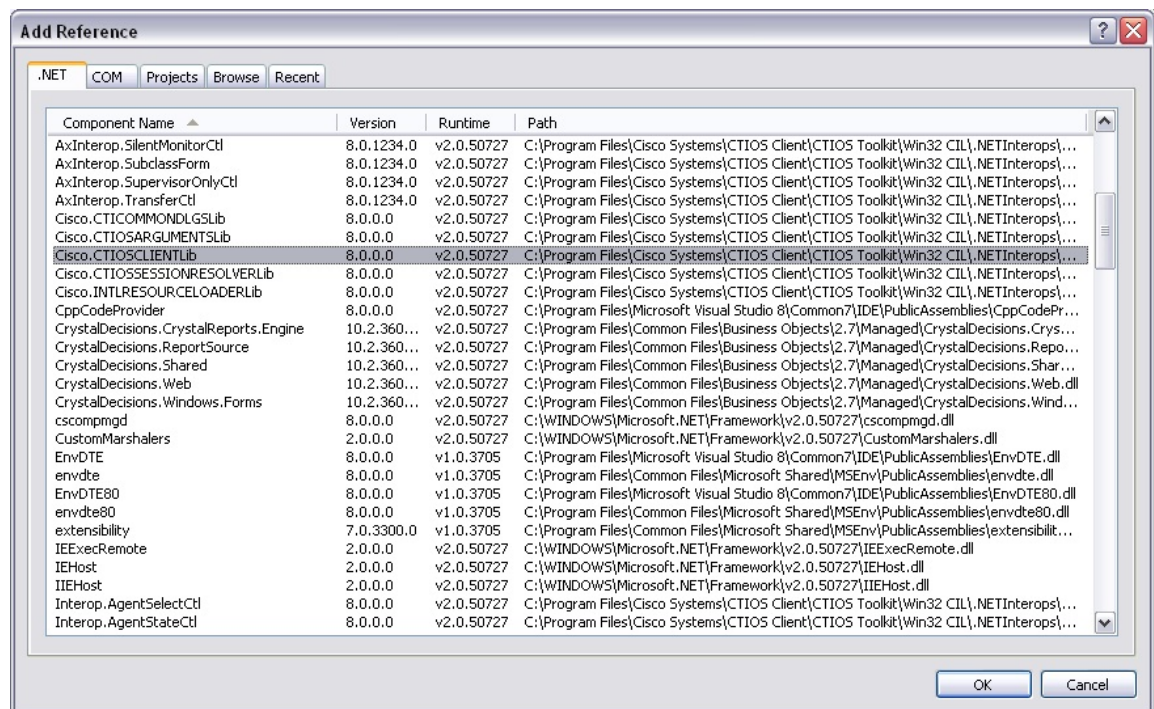 Add Reference
.NET COM Projects Browse Recent
Component Name Version Runtime Path
AxInterop.SilentMonitorCtl 8.0.1234.0 v2.0.50727 C:\Program Files\Cisco Systems\CTIOS Client\CTIOS Toolkit\Win32 CIL\.NETInterops\...
AxInterop.SubclassForm 8.0.1234.0 v2.0.50727 C:\Program Files\Cisco Systems\CTIOS Client\CTIOS Toolkit\Win32 CIL\.NETInterops\...
AxInterop.SupervisorOnlyCtl 8.0.1234.0 v2.0.50727 C:\Program Files\Cisco Systems\CTIOS Client\CTIOS Toolkit\Win32 CIL\.NETInterops\...
AxInterop.TransferCtl 8.0.1234.0 v2.0.50727 C:\Program Files\Cisco Systems\CTIOS Client\CTIOS Toolkit\Win32 CIL\.NETInterops\...
Cisco.CTICOMMONDLGSLib 8.0.0.0 v2.0.50727 C:\Program Files\Cisco Systems\CTIOS Client\CTIOS Toolkit\Win32 CIL\.NETInterops\...
Cisco.CTIOSARGUMENTSLib 8.0.0.0 v2.0.50727 C:\Program Files\Cisco Systems\CTIOS Client\CTIOS Toolkit\Win32 CIL\.NETInterops\...
Cisco.CTIOSCLIENTLib 8.0.0.0 v2.0.50727 C:\Program Files\Cisco Systems\CTIOS Client\CTIOS Toolkit\Win32 CIL\.NETInterops\...
Cisco.CTIOSSESSIONRESOLVERLib 8.0.0.0 v2.0.50727 C:\Program Files\Cisco Systems\CTIOS Client\CTIOS Toolkit\Win32 CIL\.NETInterops\...
Cisco.INTLRESOURCELOADERLib 8.0.0.0 v2.0.50727 C:\Program Files\Cisco Systems\CTIOS Client\CTIOS Toolkit\Win32 CIL\.NETInterops\...
CppCodeProvider 8.0.0.0 v2.0.50727 C:\Program Files\Microsoft Visual Studio 8\Common7\IDE\PublicAssemblies\CppCodePr...
CrystalDecisions.CrystalReports.Engine 10.2.360... v2.0.50727 C:\Program Files\Common Files\Business Objects\2.7\Managed\CrystalDecisions.Crys...
CrystalDecisions.ReportSource 10.2.360... v2.0.50727 C:\Program Files\Common Files\Business Objects\2.7\Managed\CrystalDecisions.Repo...
CrystalDecisions.Shared 10.2.360... v2.0.50727 C:\Program Files\Common Files\Business Objects\2.7\Managed\CrystalDecisions.Shar...
CrystalDecisions.Web 10.2.360... v2.0.50727 C:\Program Files\Common Files\Business Objects\2.7\Managed\CrystalDecisions.Web.dll
CrystalDecisions.Windows.Forms 10.2.360... v2.0.50727 C:\Program Files\Common Files\Business Objects\2.7\Managed\CrystalDecisions.Wind...
cscompmgd 8.0.0.0 v2.0.50727 C:\WINDOWS\Microsoft.NET\Framework\v2.0.50727\cscompmgd.dll
CustomMarshalers 2.0.0.0 v2.0.50727 C:\WINDOWS\Microsoft.NET\Framework\v2.0.50727\CustomMarshalers.dll
EnvDTE 8.0.0.0 v1.0.3705 C:\Program Files\Microsoft Visual Studio 8\Common7\IDE\PublicAssemblies\EnvDTE.dll
envdte 8.0.0.0 v1.0.3705 C:\Program Files\Common Files\Microsoft Shared\MSEnv\PublicAssemblies\envdte.dll
EnvDTE80 8.0.0.0 v1.0.3705 C:\Program Files\Microsoft Visual Studio 8\Common7\IDE\PublicAssemblies\EnvDTE80.dll
envdte80 8.0.0.0 v1.0.3705 C:\Program Files\Common Files\Microsoft Shared\MSEnv\PublicAssemblies\envdte80.dll
extensibility 7.0.3300.0 v1.0.3705 C:\Program Files\Common Files\Microsoft Shared\MSEnv\PublicAssemblies\extensibilit...
IEExecRemote 2.0.0.0 v2.0.50727 C:\WINDOWS\Microsoft.NET\Framework\v2.0.50727\IEExecRemote.dll
IEHost 2.0.0.0 v2.0.50727 C:\WINDOWS\Microsoft.NET\Framework\v2.0.50727\IEHost.dll
IIEHost 2.0.0.0 v2.0.50727 C:\WINDOWS\Microsoft.NET\Framework\v2.0.50727\IIEHost.dll
Interop.AgentSelectCtl 8.0.0.0 v2.0.50727 C:\Program Files\Cisco Systems\CTIOS Client\CTIOS Toolkit\Win32 CIL\.NETInterops\...
Interop.AgentStateCtl 8.0.0.0 v2.0.50727 C:\Program Files\Cisco Systems\CTIOS Client\CTIOS Toolkit\Win32 CIL\.NETInterops\...
OK Cancel